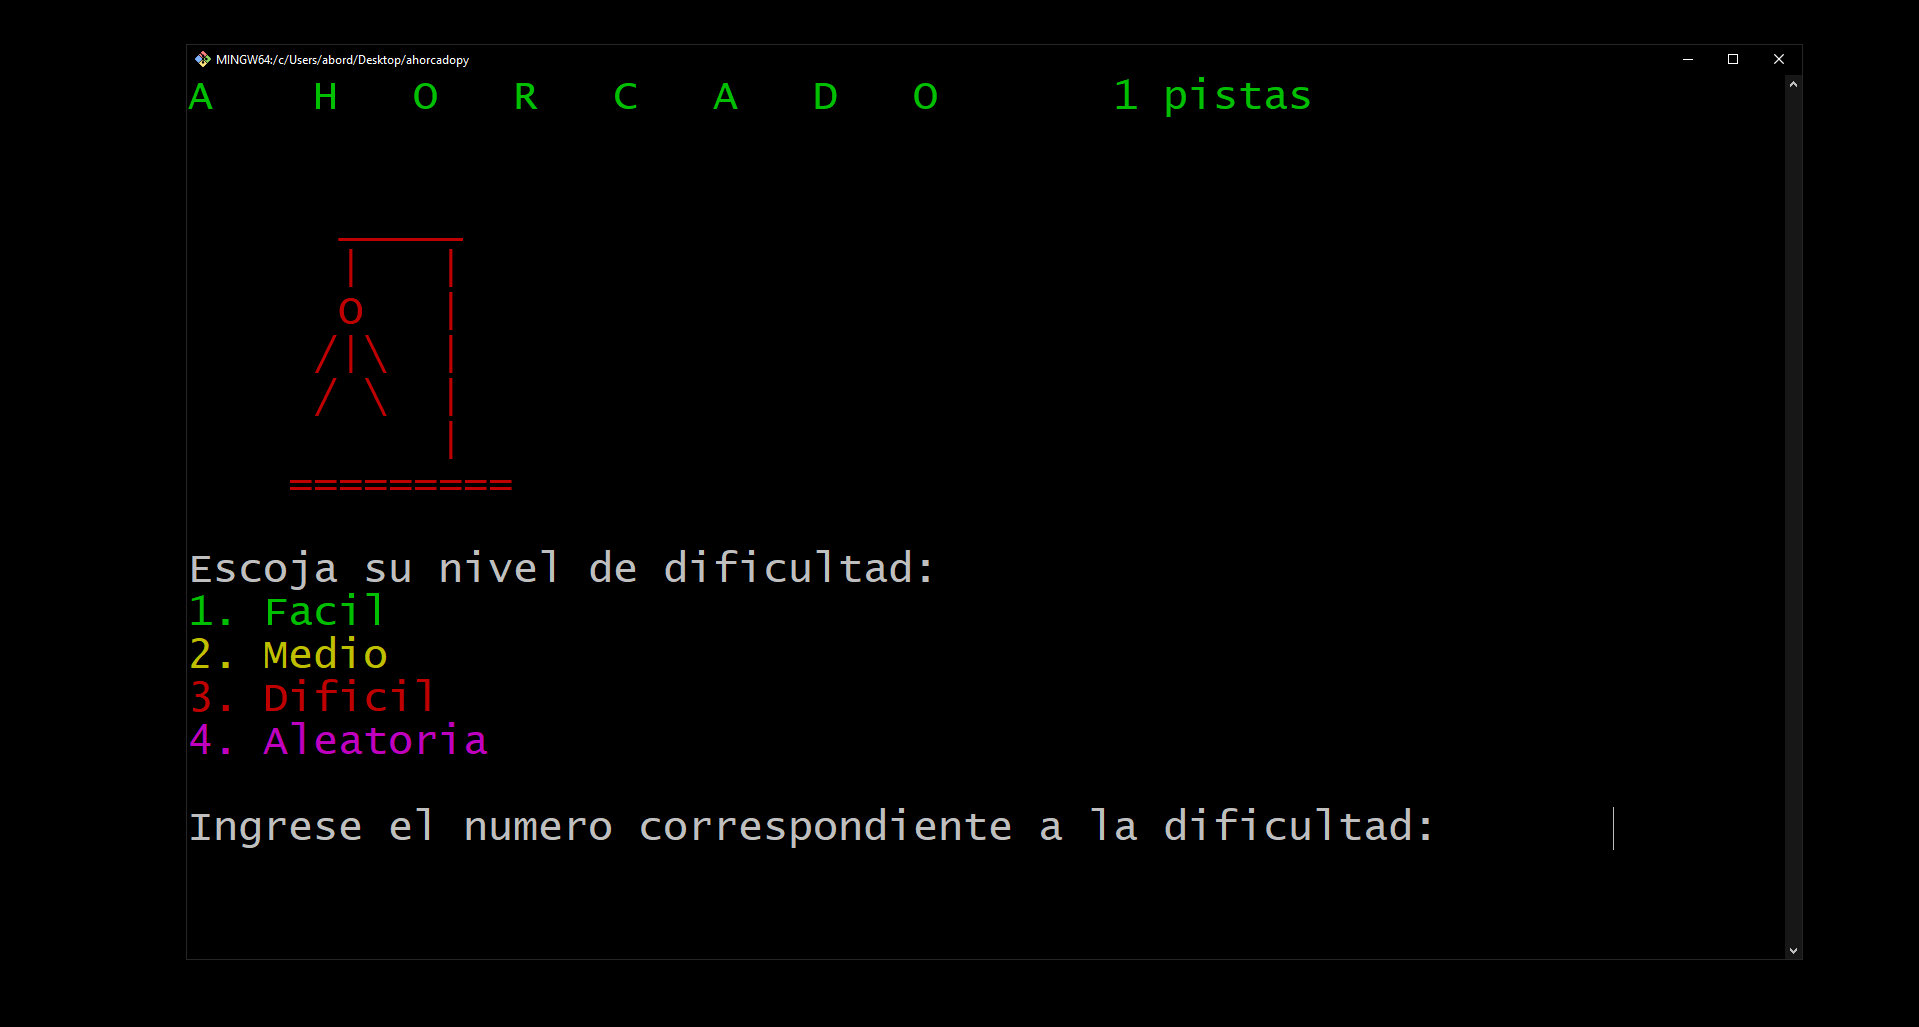 MINGW64:/c/Users/abord/Desktop/ahorcadopy
A H O R C A D O 1 pistas
______
| |
O |
/|\ |
/ \ |
|
=========
Escoja su nivel de dificultad:
1. Facil
2. Medio
3. Dificil
4. Aleatoria
Ingrese el numero correspondiente a la dificultad: